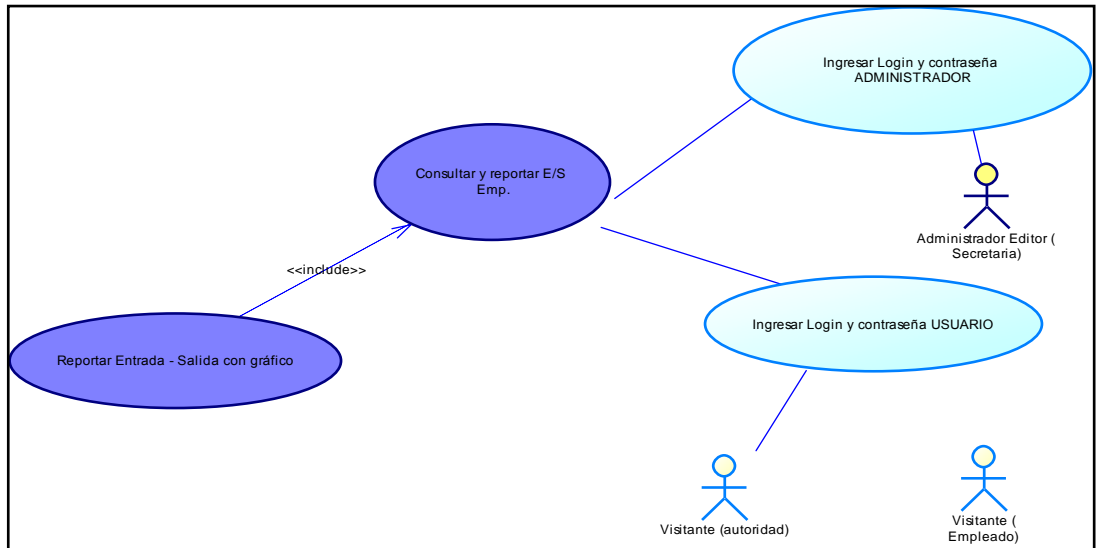 Ingresar Login y contraseña
ADMINISTRADOR
Consultar y reportar E/S
Emp.
Administrador Editor (
Secretaria)
<<include>>
Ingresar Login y contraseña USUARIO
Reportar Entrada - Salida con gráfico
Visitante (autoridad)
Visitante (
Empleado)